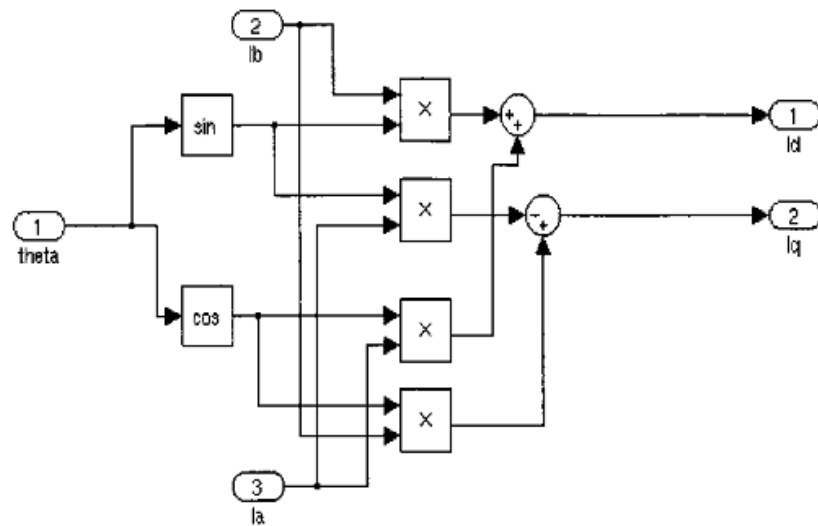 2
Ib
sin
X
+
+
1
Id
X
-
+
2
Iq
1
theta
cos
X
X
3
Ia